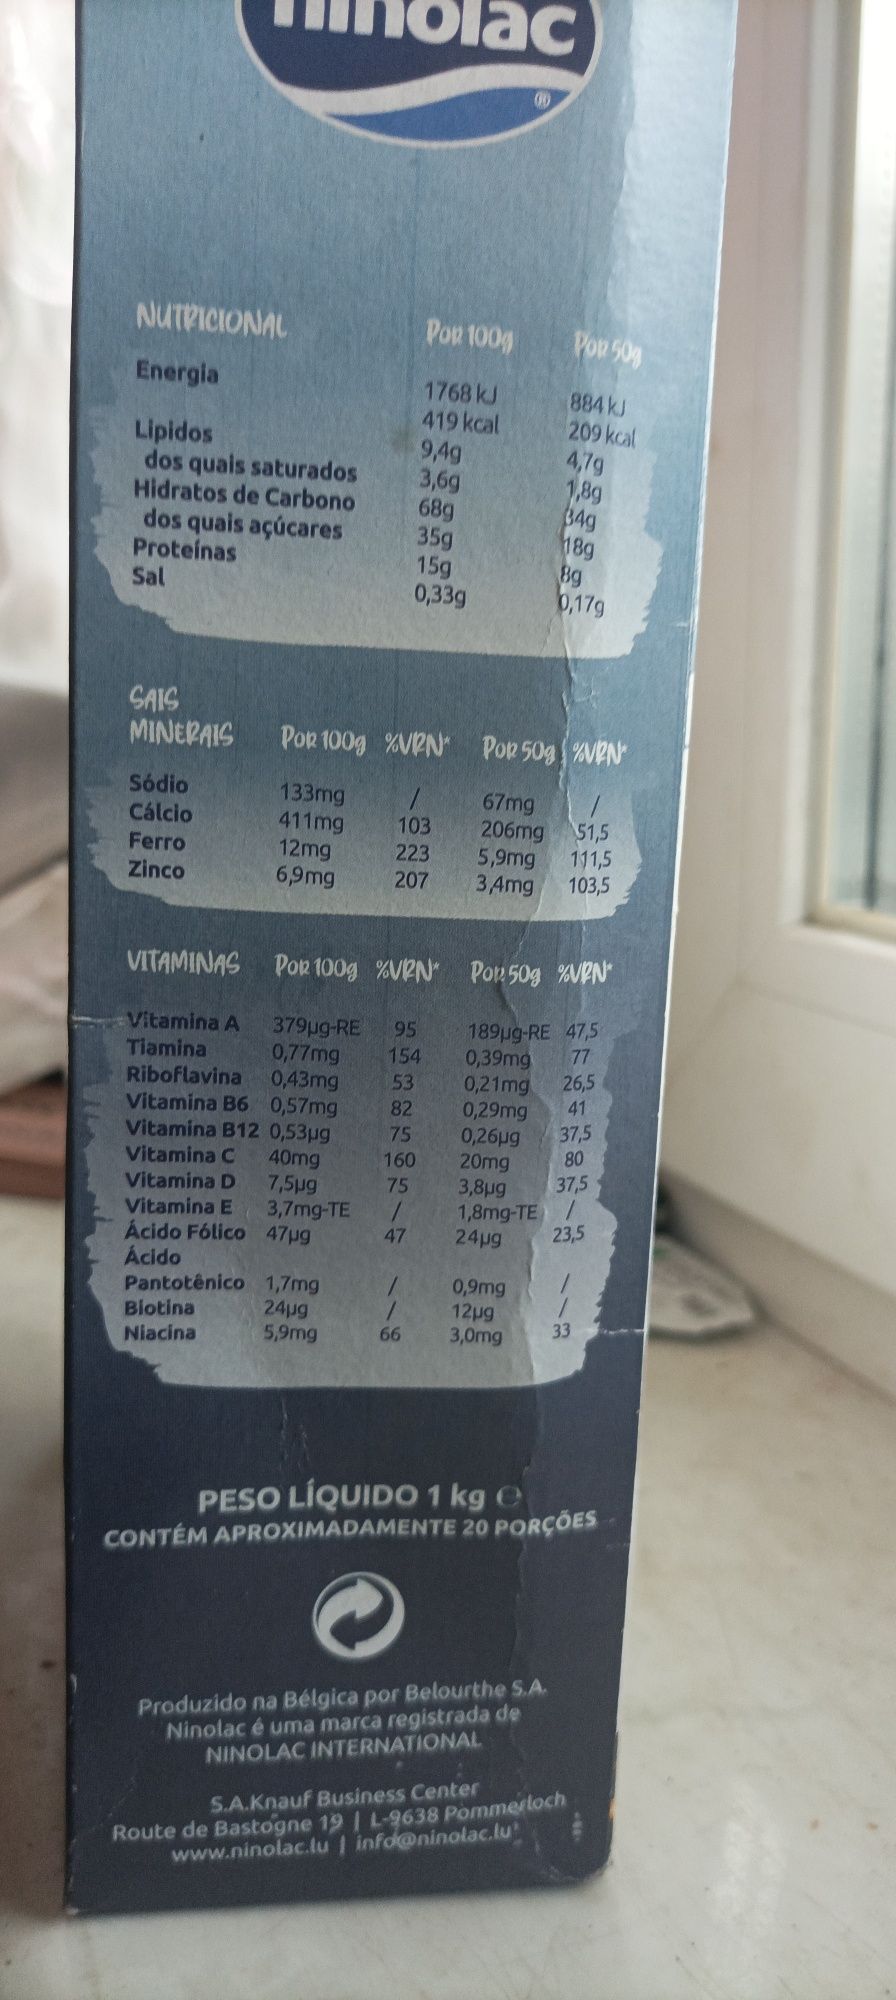 ninolac
®
NUTRICIONAL Por 100g Por 50g
Energia 1768 kJ 884 kJ
419 kcal 209 kcal
Lipidos 9,4g 4,7g
dos quais saturados 3,6g 1,8g
Hidratos de Carbono 68g 34g
dos quais açúcares 35g 18g
Proteínas 15g 8g
Sal 0,33g 0,17g
SAIS
MINERAIS Por 100g %VRN* Por 50g %VRN*
Sódio 133mg / 67mg /
Cálcio 411mg 103 206mg 51,5
Ferro 12mg 223 5,9mg 111,5
Zinco 6,9mg 207 3,4mg 103,5
VITAMINAS Por 100g %VRN* Por 50g %VRN*
Vitamina A 379µg-RE 95 189µg-RE 47,5
Tiamina 0,77mg 154 0,39mg 77
Riboflavina 0,43mg 53 0,21mg 26,5
Vitamina B6 0,57mg 82 0,29mg 41
Vitamina B12 0,53µg 75 0,26µg 37,5
Vitamina C 40mg 160 20mg 80
Vitamina D 7,5µg 75 3,8µg 37,5
Vitamina E 3,7mg-TE / 1,8mg-TE /
Ácido Fólico 47µg 47 24µg 23,5
Ácido
Pantotênico 1,7mg / 0,9mg /
Biotina 24µg / 12µg /
Niacina 5,9mg 66 3,0mg 33
PESO LÍQUIDO 1 kg e
CONTÉM APROXIMADAMENTE 20 PORÇÕES
Produzido na Bélgica por Belourthe S.A.
Ninolac é uma marca registrada de
NINOLAC INTERNATIONAL
S.A.Knauf Business Center
Route de Bastogne 19 | L-9638 Pommerloch
www.ninolac.lu | info@ninolac.lu